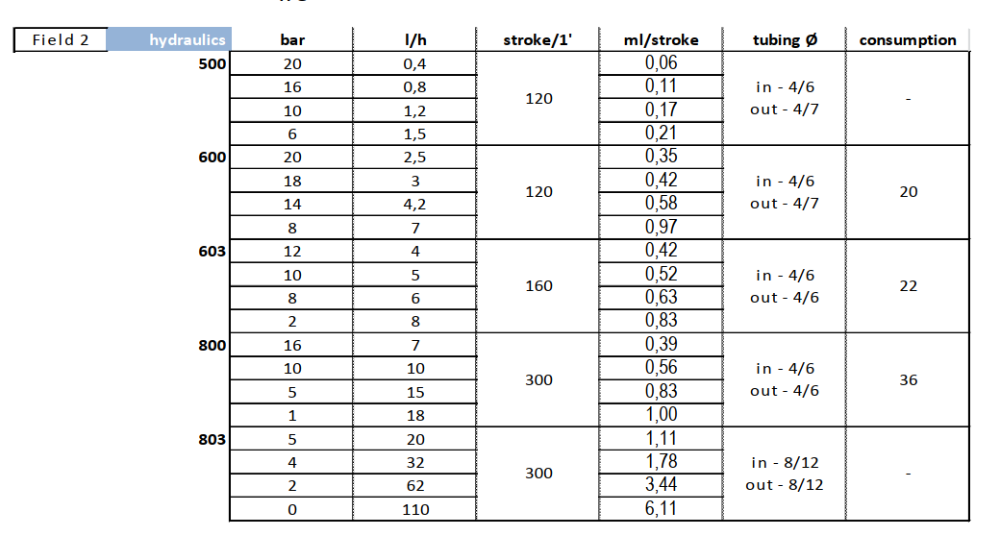 Field 2 hydraulics bar l/h stroke/1' ml/stroke tubing Ø consumption
500 20 0,4 0,06
16 0,8 0,11 in - 4/6
120 -
10 1,2 0,17 out - 4/7
6 1,5 0,21
600 20 2,5 0,35
18 3 0,42 in - 4/6
120 20
14 4,2 0,58 out - 4/7
8 7 0,97
603 12 4 0,42
10 5 0,52 in - 4/6
160 22
8 6 0,63 out - 4/6
2 8 0,83
800 16 7 0,39
10 10 0,56 in - 4/6
300 36
5 15 0,83 out - 4/6
1 18 1,00
803 5 20 1,11
4 32 1,78 in - 8/12
300 -
2 62 3,44 out - 8/12
0 110 6,11